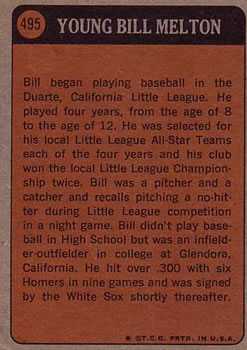 495 YOUNG BILL MELTON
Bill began playing baseball in the
Duarte, California Little League. He
played four years, from the age of 8
to the age of 12. He was selected for
his local Little League All-Star Teams
each of the four years and his club
won the local Little League Champion-
ship twice. Bill was a pitcher and a
catcher and recalls pitching a no-hit-
ter during Little League competition
in a night game. Bill didn't play base-
ball in High School but was an infield-
er-outfielder in college at Glendora,
California. He hit over .300 with six
Homers in nine games and was signed
by the White Sox shortly thereafter.
©T.C.G. PRTD. IN U.S.A.